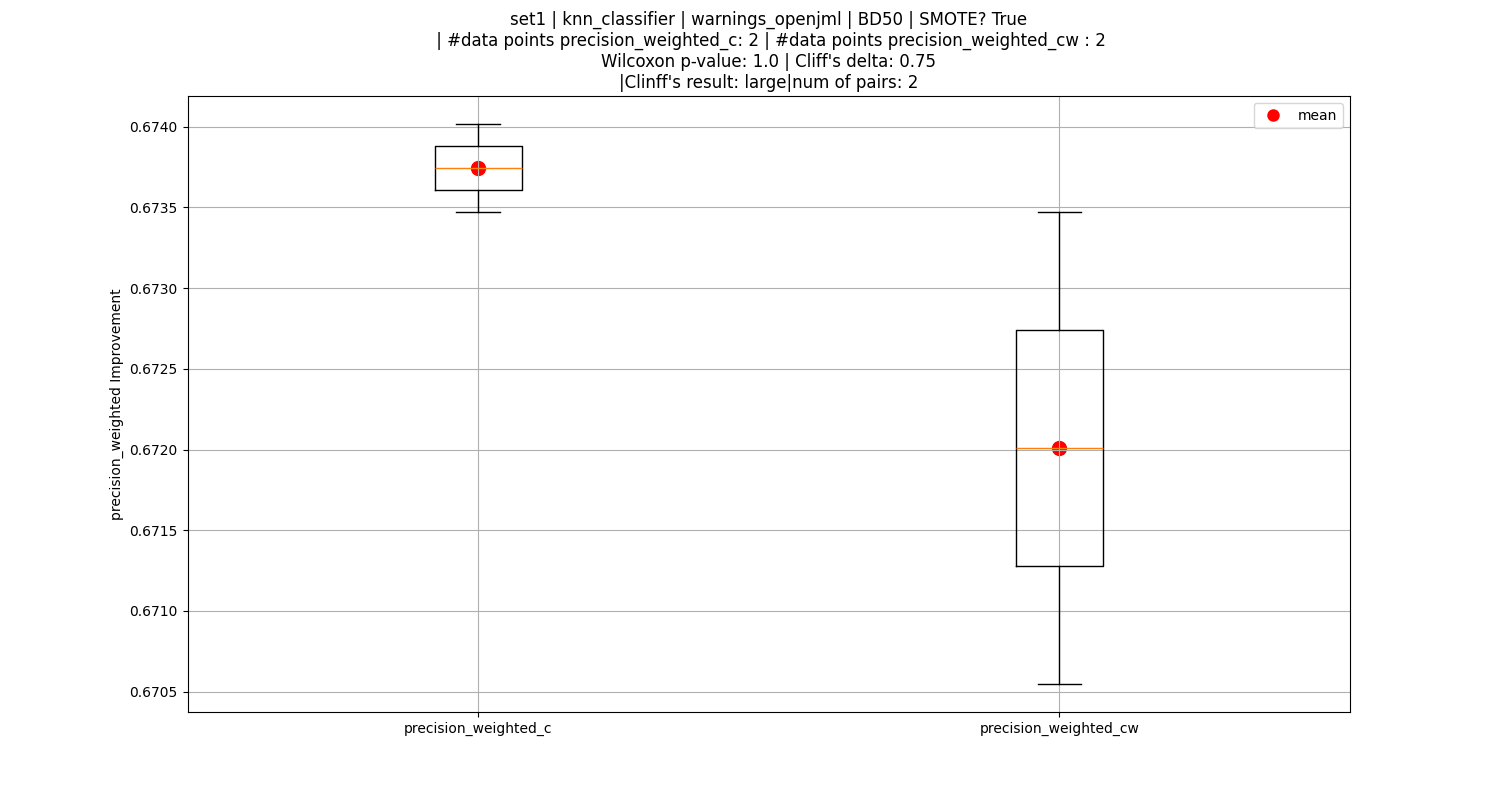 set1 | knn_classifier | warnings_openjml | BD50 | SMOTE? True
| #data points precision_weighted_c: 2 | #data points precision_weighted_cw : 2
Wilcoxon p-value: 1.0 | Cliff's delta: 0.75
|Clinff's result: large|num of pairs: 2
mean
0.6740
0.6735
0.6730
0.6725
0.6720
0.6715
0.6710
0.6705
precision_weighted Improvement
precision_weighted_c
precision_weighted_cw